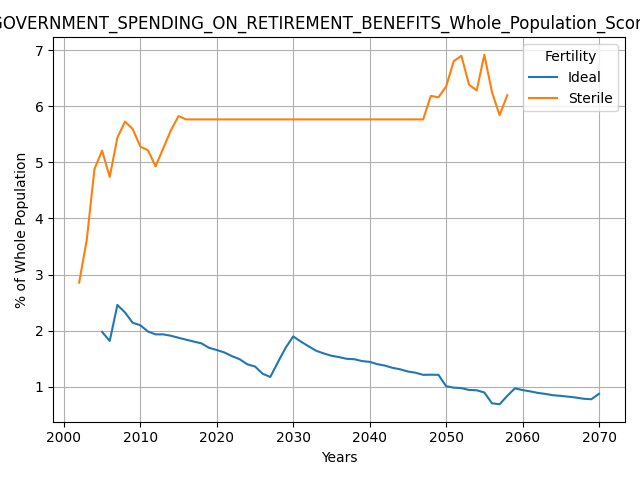 GOVERNMENT_SPENDING_ON_RETIREMENT_BENEFITS_Whole_Population_Scor
Fertility
Ideal
Sterile
% of Whole Population
7
6
5
4
3
2
1
2000 2010 2020 2030 2040 2050 2060 2070
Years